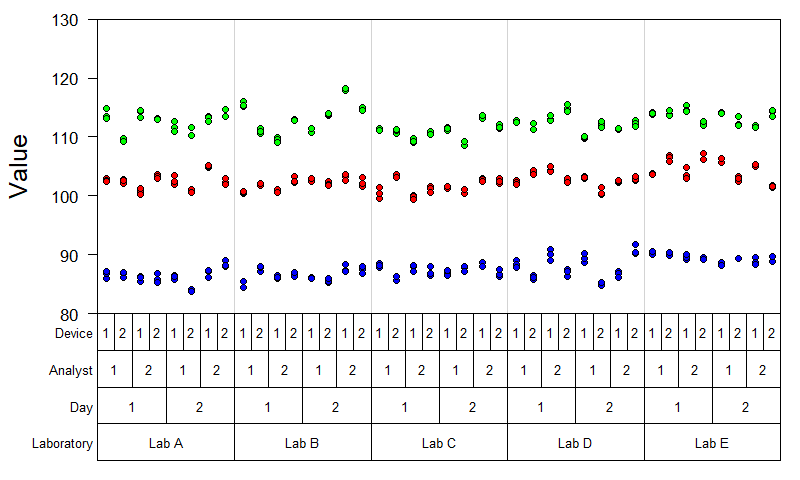 Value
130
120
110
100
90
80
Device 1 2 1 2 1 2 1 2 1 2 1 2 1 2 1 2 1 2 1 2 1 2 1 2 1 2 1 2 1 2 1 2 1 2 1 2 1 2 1 2
Analyst 1 2 1 2 1 2 1 2 1 2 1 2 1 2 1 2 1 2 1 2
Day 1 2 1 2 1 2 1 2 1 2
Laboratory Lab A Lab B Lab C Lab D Lab E